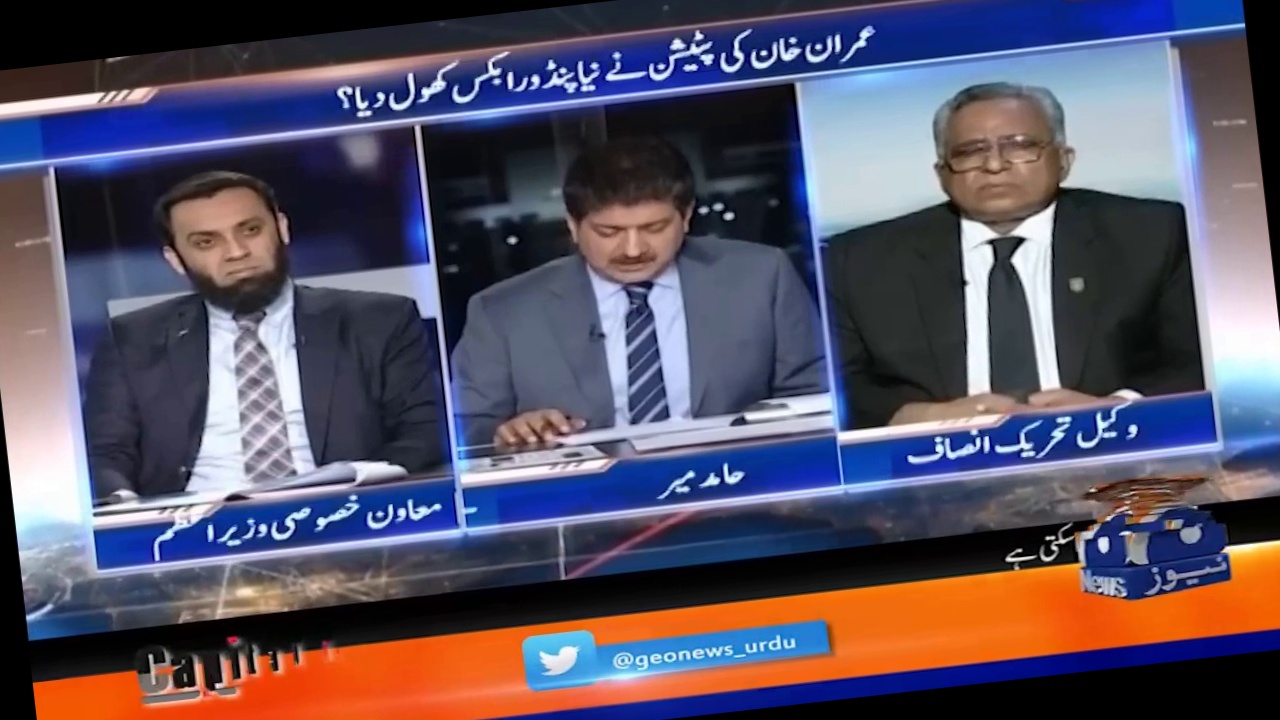 عمران خان کی پٹیشن نے نیا پنڈورا بکس کھول دیا؟
وکیل تحریک انصاف
حامد میر
معاون خصوصی وزیراعظم
سکتی ہے
نیوز
News
@geonews_urdu